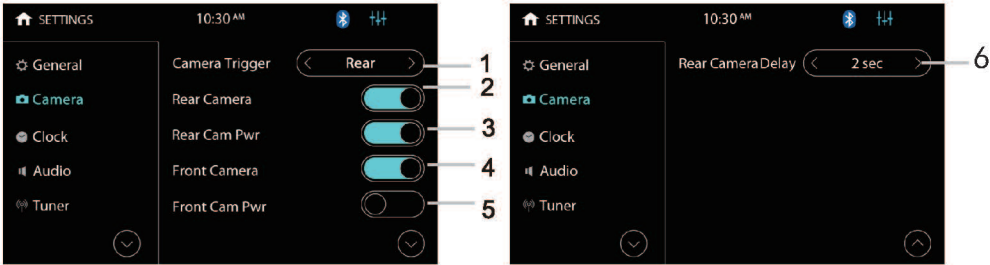 SETTINGS 10:30 AM
General
Camera
Clock
Audio
Tuner
Camera Trigger Rear 1
Rear Camera 2
Rear Cam Pwr 3
Front Camera 4
Front Cam Pwr 5
SETTINGS 10:30 AM
General
Camera
Clock
Audio
Tuner
Rear Camera Delay 2 sec 6